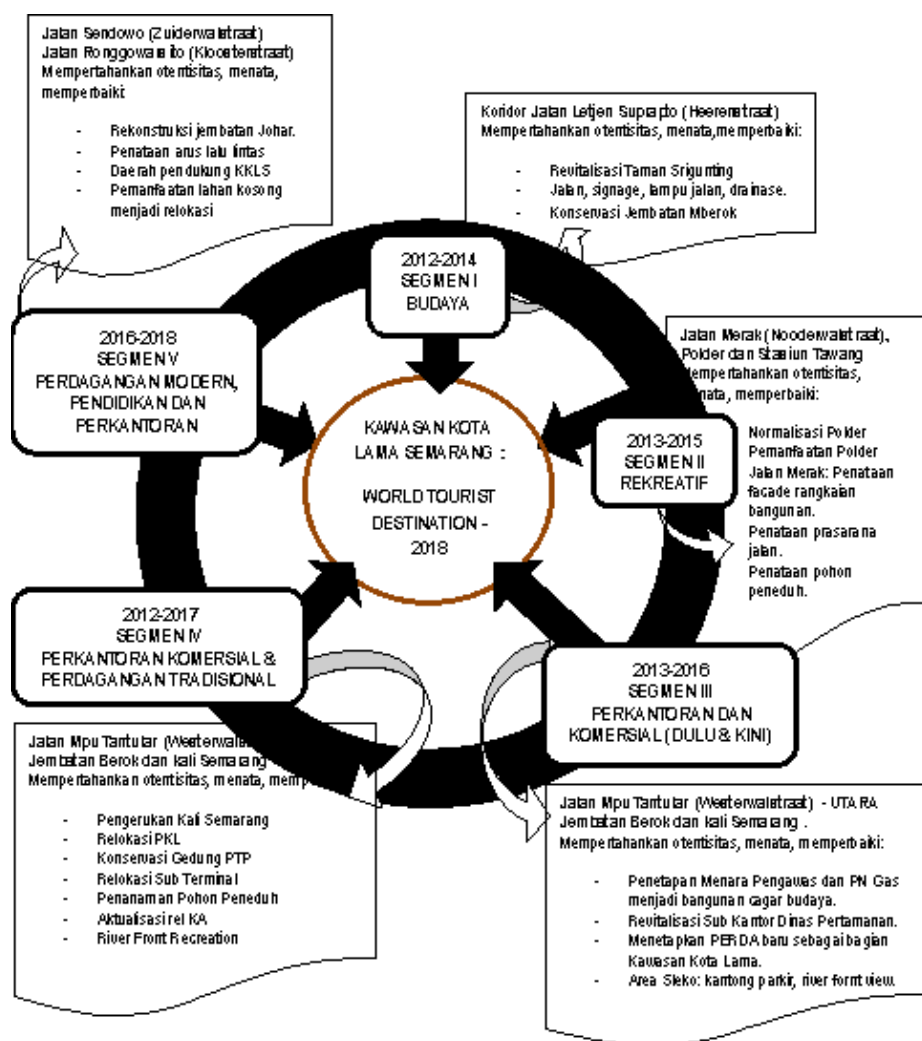 Jalan Sendowo (Zuiderwalstraat)
Jalan Ronggowarsito (Kloosterstraat)
Mempertahankan otentisitas, menata,
memperbaiki:
- Rekonstruksi jembatan Johar.
- Penataan arus lalu lintas
- Daerah pendukung KKLS
- Pemanfaatan lahan kosong
menjadi relokasi
Koridor Jalan Letjen Suprapto (Heerenstraat)
Mempertahankan otentisitas, menata,memperbaiki:
- Revitalisasi Taman Srigunting
- Jalan, signage, lampu jalan, drainase.
- Konservasi Jembatan Mberok
2012-2014
SEGMEN I
BUDAYA
2016-2018
SEGMEN V
PERDAGANGAN MODERN,
PENDIDIKAN DAN
PERKANTORAN
KAWASAN KOTA
LAMA SEMARANG :
WORLD TOURIST
DESTINATION -
2018
Jalan Merak (Nooderwalstraat),
Polder dan Stasiun Tawang
Mempertahankan otentisitas,
menata, memperbaiki:
Normalisasi Polder
Pemanfaatan Polder
Jalan Merak: Penataan
facade rangkaian
bangunan.
Penataan prasarana
jalan.
Penataan pohon
peneduh.
2013-2015
SEGMEN II
REKREATIF
2012-2017
SEGMEN IV
PERKANTORAN KOMERSIAL &
PERDAGANGAN TRADISIONAL
2013-2016
SEGMEN III
PERKANTORAN DAN
KOMERSIAL (DULU & KINI)
Jalan Mpu Tantular
Jembatan Berok dan kali Semarang
Mempertahankan otentisitas, menata,
- Pengerukan Kali Semarang
- Relokasi PKL
- Konservasi Gedung PTP
- Relokasi Sub Terminal
- Penanaman Pohon Peneduh
- Aktualisasi rel KA
- River Front Recreation
Jalan Mpu Tantular (Westerwalstraat) - UTARA
Jembatan Berok dan kali Semarang .
Mempertahankan otentisitas, menata, memperbaiki:
- Penetapan Menara Pengawas dan PN Gas
menjadi bangunan cagar budaya.
- Revitalisasi Sub Kantor Dinas Pertamanan.
- Menetapkan PERDA baru sebagai bagian
Kawasan Kota Lama.
- Area Sleko: kantong parkir, river fornt view.